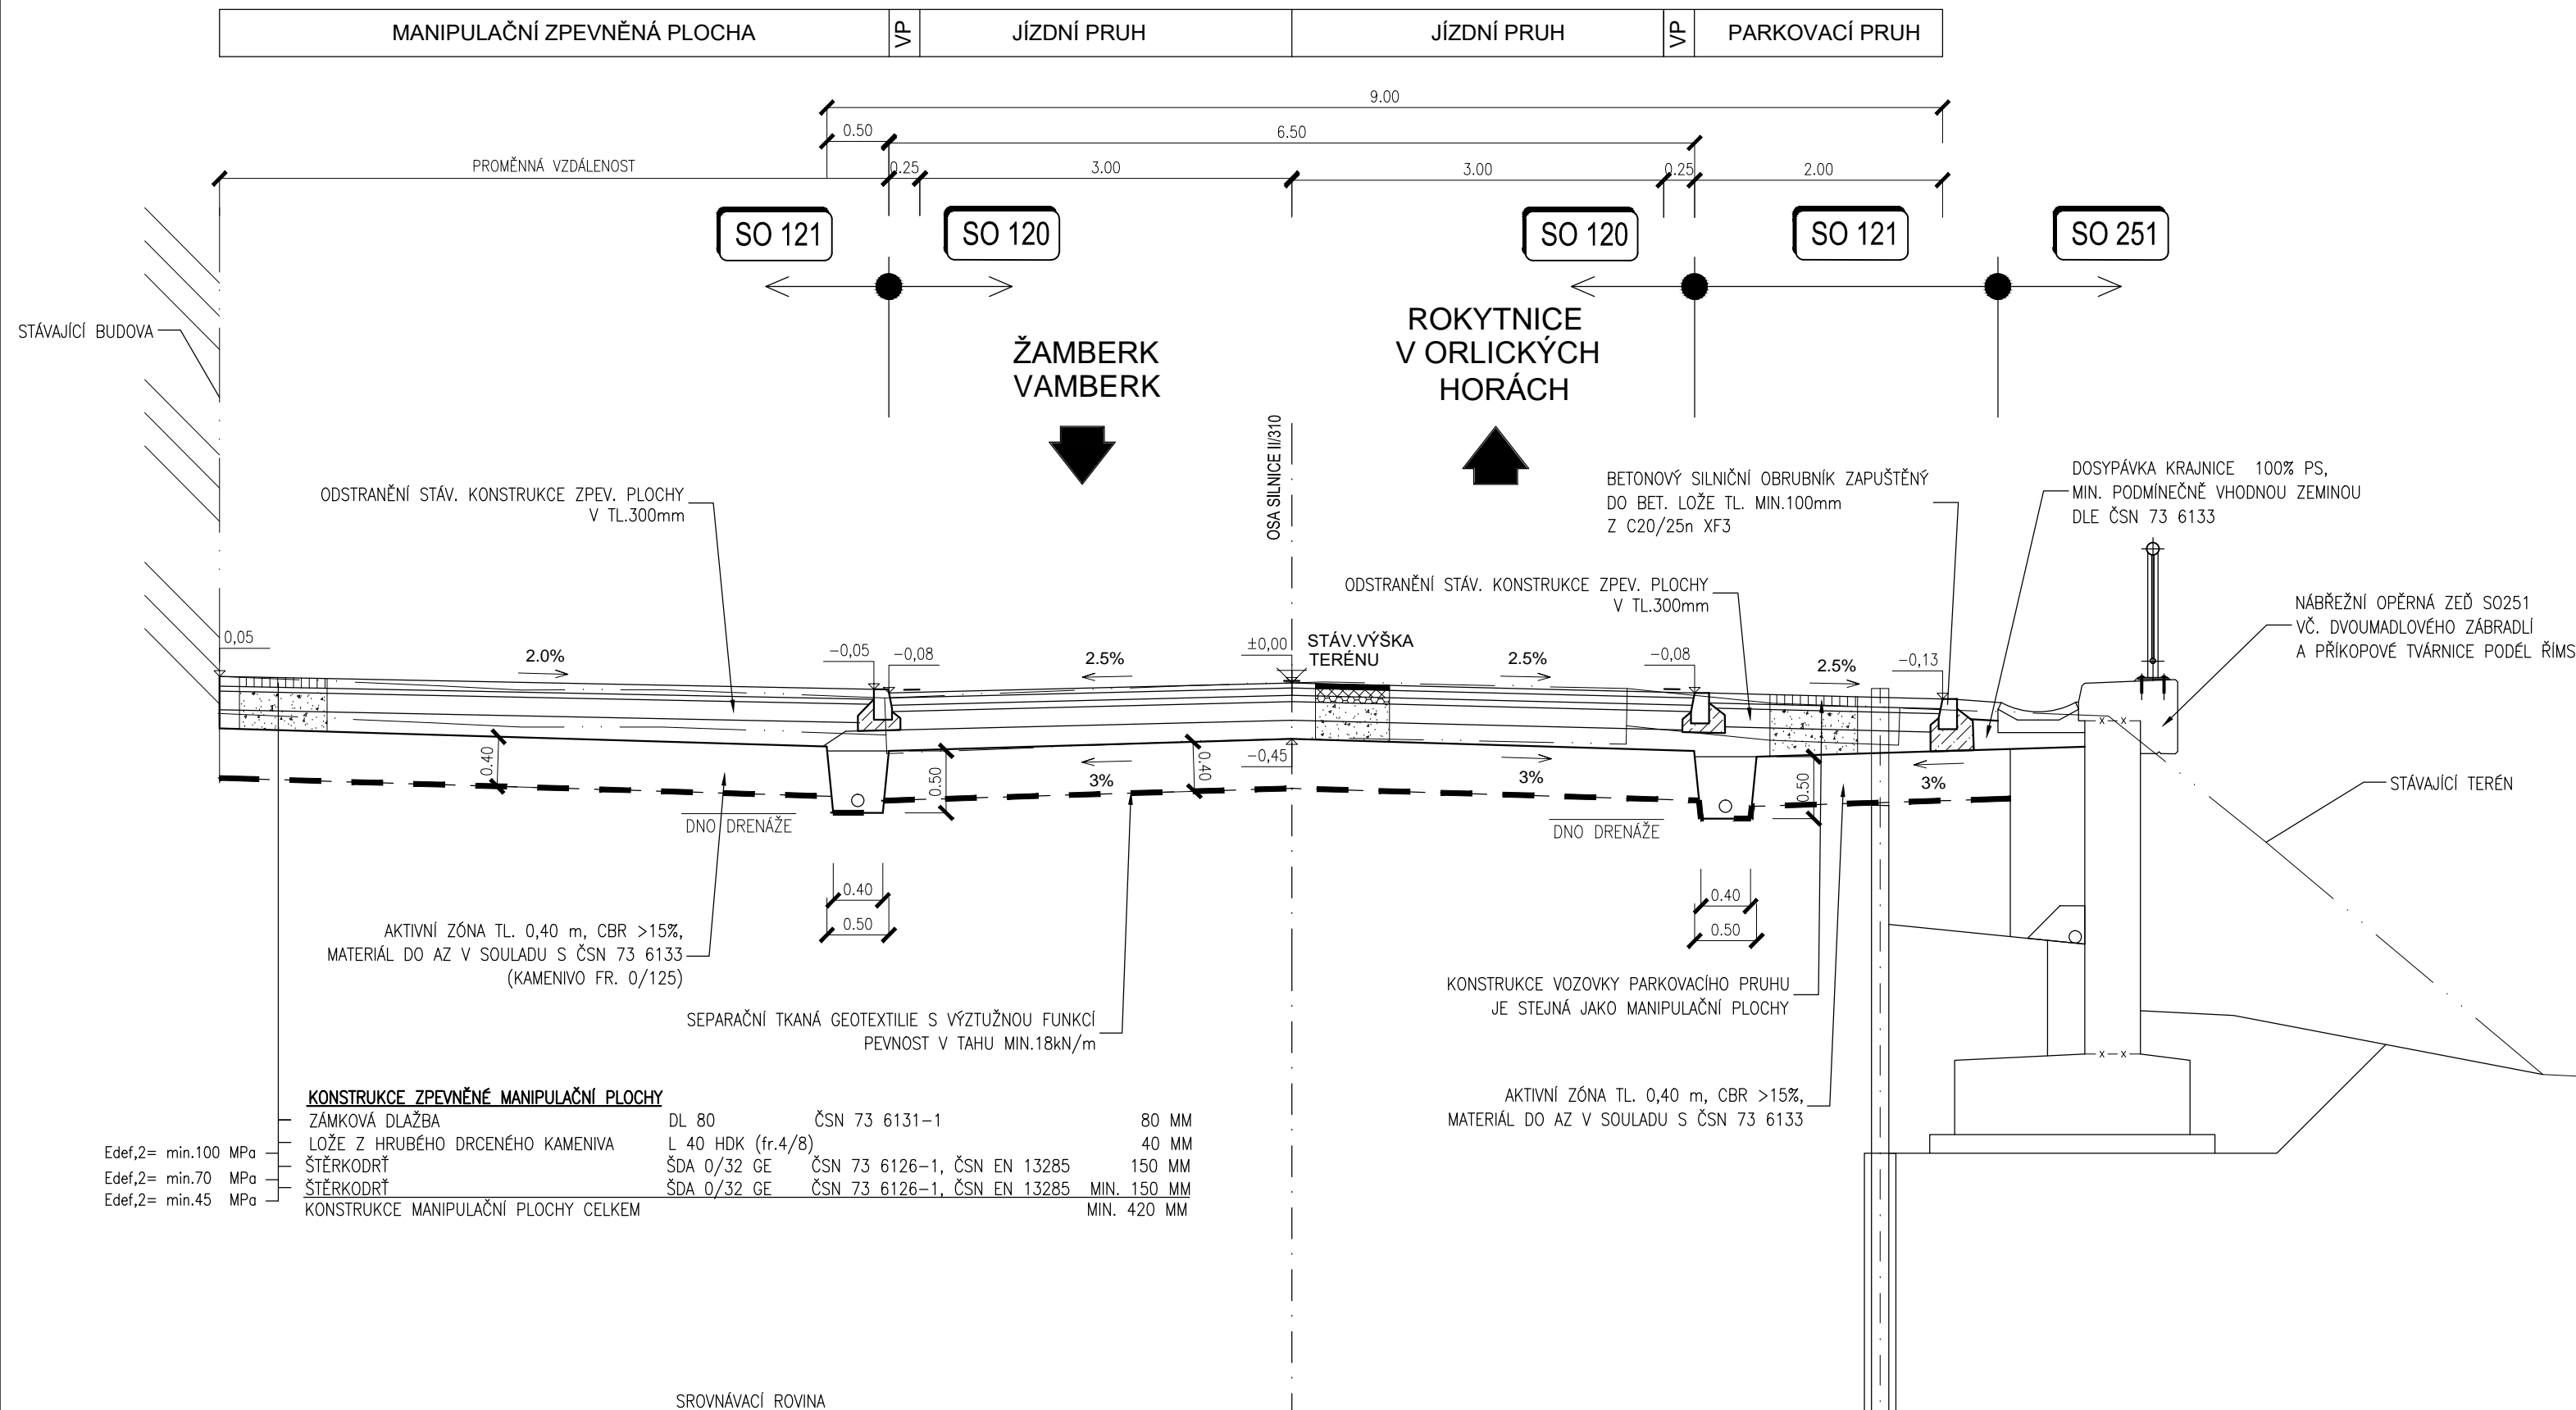 MANIPULAČNÍ ZPEVNĚNÁ PLOCHA VP JÍZDNÍ PRUH JÍZDNÍ PRUH VP PARKOVACÍ PRUH
9.00
0.50 6.50
PROMĚNNÁ VZDÁLENOST 0.25 3.00 3.00 0.25 2.00
SO 121 SO 120 SO 120 SO 121 SO 251
STÁVAJÍCÍ BUDOVA
ŽAMBERK
VAMBERK
ROKYTNICE
V ORLICKÝCH
HORÁCH
OSA SILNICE II/310
ODSTRANĚNÍ STÁV. KONSTRUKCE ZPEV. PLOCHY
V TL.300mm
BETONOVÝ SILNIČNÍ OBRUBNÍK ZAPUŠTĚNÝ
DO BET. LOŽE TL. MIN.100mm
Z C20/25n XF3
DOSYPÁVKA KRAJNICE 100% PS,
MIN. PODMÍNEČNĚ VHODNOU ZEMINOU
DLE ČSN 73 6133
ODSTRANĚNÍ STÁV. KONSTRUKCE ZPEV. PLOCHY
V TL.300mm
NÁBŘEŽNÍ OPĚRNÁ ZEĎ SO251
VČ. DVOUMADLOVÉHO ZÁBRADLÍ
A PŘÍKOPOVÉ TVÁRNICE PODÉL ŘÍMS
0,05 2.0% -0,05 -0,08 2.5% ±0,00 STÁV.VÝŠKA
TERÉNU
2.5% -0,08 2.5% -0,13
0.40 0.50 3% 0.40 -0,45 3% 0.50 3%
STÁVAJÍCÍ TERÉN
DNO DRENÁŽE DNO DRENÁŽE
0.40 0.40
0.50 0.50
x-x
x-x
AKTIVNÍ ZÓNA TL. 0,40 m, CBR >15%,
MATERIÁL DO AZ V SOULADU S ČSN 73 6133
(KAMENIVO FR. 0/125)
KONSTRUKCE VOZOVKY PARKOVACÍHO PRUHU
JE STEJNÁ JAKO MANIPULAČNÍ PLOCHY
SEPARAČNÍ TKANÁ GEOTEXTILIE S VÝZTUŽNOU FUNKCÍ
PEVNOST V TAHU MIN.18kN/m
AKTIVNÍ ZÓNA TL. 0,40 m, CBR >15%,
MATERIÁL DO AZ V SOULADU S ČSN 73 6133
KONSTRUKCE ZPEVNĚNÉ MANIPULAČNÍ PLOCHY
ZÁMKOVÁ DLAŽBA DL 80 ČSN 73 6131-1 80 MM
LOŽE Z HRUBÉHO DRCENÉHO KAMENIVA L 40 HDK (fr.4/8) 40 MM
Edef,2= min.100 MPa
ŠTĚRKODRŤ ŠDA 0/32 GE ČSN 73 6126-1, ČSN EN 13285 150 MM
Edef,2= min.70 MPa
ŠTĚRKODRŤ ŠDA 0/32 GE ČSN 73 6126-1, ČSN EN 13285 MIN. 150 MM
Edef,2= min.45 MPa
KONSTRUKCE MANIPULAČNÍ PLOCHY CELKEM MIN. 420 MM
SROVNÁVACÍ ROVINA